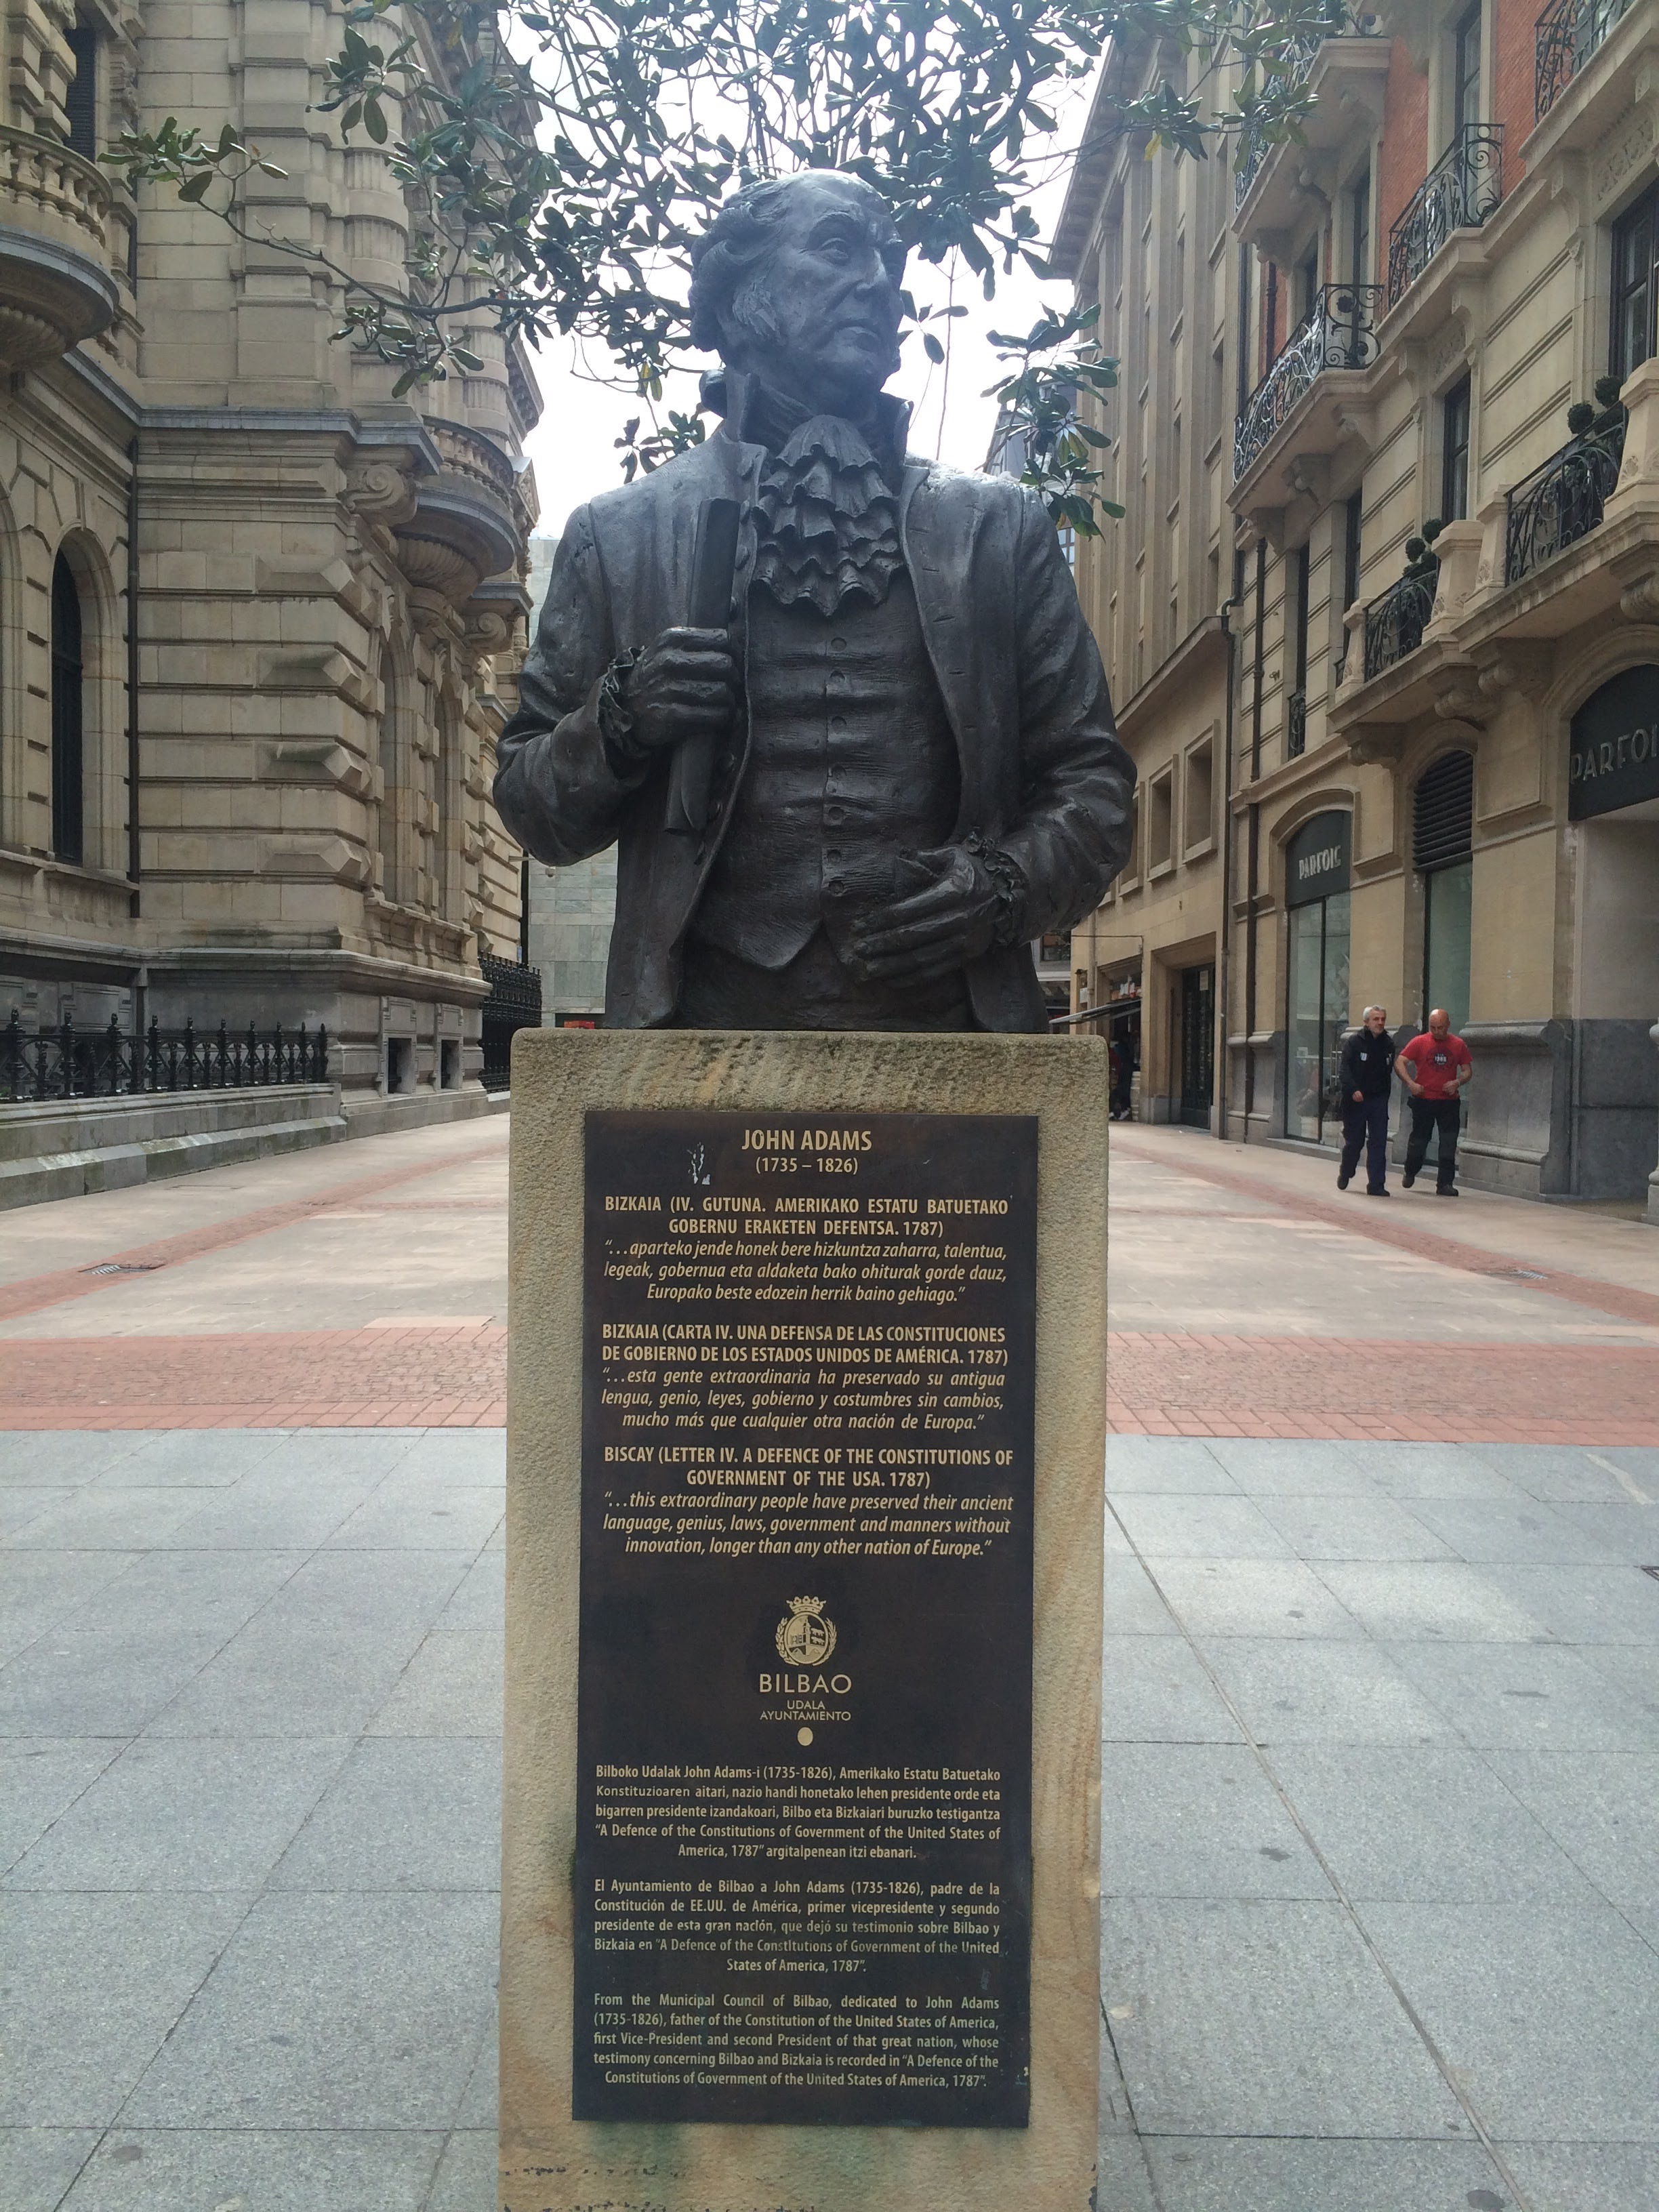 JOHN ADAMS
(1735 – 1826)
BIZKAIA (IV. GUTUNA. AMERIKAKO ESTATU BATUETAKO
GOBERNU ERAKETEN DEFENTSA. 1787)
“...aparteko jende honek bere hizkuntza zaharra, talentua,
legeak, gobernua eta aldaketa bako ohiturak gorde dauz,
Europako beste edozein herrik baino gehiago.”
BIZKAIA (CARTA IV. UNA DEFENSA DE LAS CONSTITUCIONES
DE GOBIERNO DE LOS ESTADOS UNIDOS DE AMÉRICA. 1787)
“...esta gente extraordinaria ha preservado su antigua
lengua, genio, leyes, gobierno y costumbres sin cambios,
mucho más que cualquier otra nación de Europa.”
BISCAY (LETTER IV. A DEFENCE OF THE CONSTITUTIONS OF
GOVERNMENT OF THE USA. 1787)
“...this extraordinary people have preserved their ancient
language, genius, laws, government and manners without
innovation, longer than any other nation of Europe.”
BILBAO
UDALA
AYUNTAMIENTO
Bilboko Udalak John Adams-i (1735-1826), Amerikako Estatu Batuetako
Konstituzioaren aitari, nazio handi honetako lehen presidente orde eta
bigarren presidente izandakoari, Bilbo eta Bizkaiari buruzko testigantza
“A Defence of the Constitutions of Government of the United States of
America, 1787” argitalpenean itzi ebanari.
El Ayuntamiento de Bilbao a John Adams (1735-1826), padre de la
Constitución de EE.UU. de América, primer vicepresidente y segundo
presidente de esta gran nación, que dejó su testimonio sobre Bilbao y
Bizkaia en “A Defence of the Constitutions of Government of the United
States of America, 1787”.
From the Municipal Council of Bilbao, dedicated to John Adams
(1735-1826), father of the Constitution of the United States of America,
first Vice-President and second President of that great nation, whose
testimony concerning Bilbao and Bizkaia is recorded in “A Defence of the
Constitutions of Government of the United States of America, 1787”.
PARFOIS